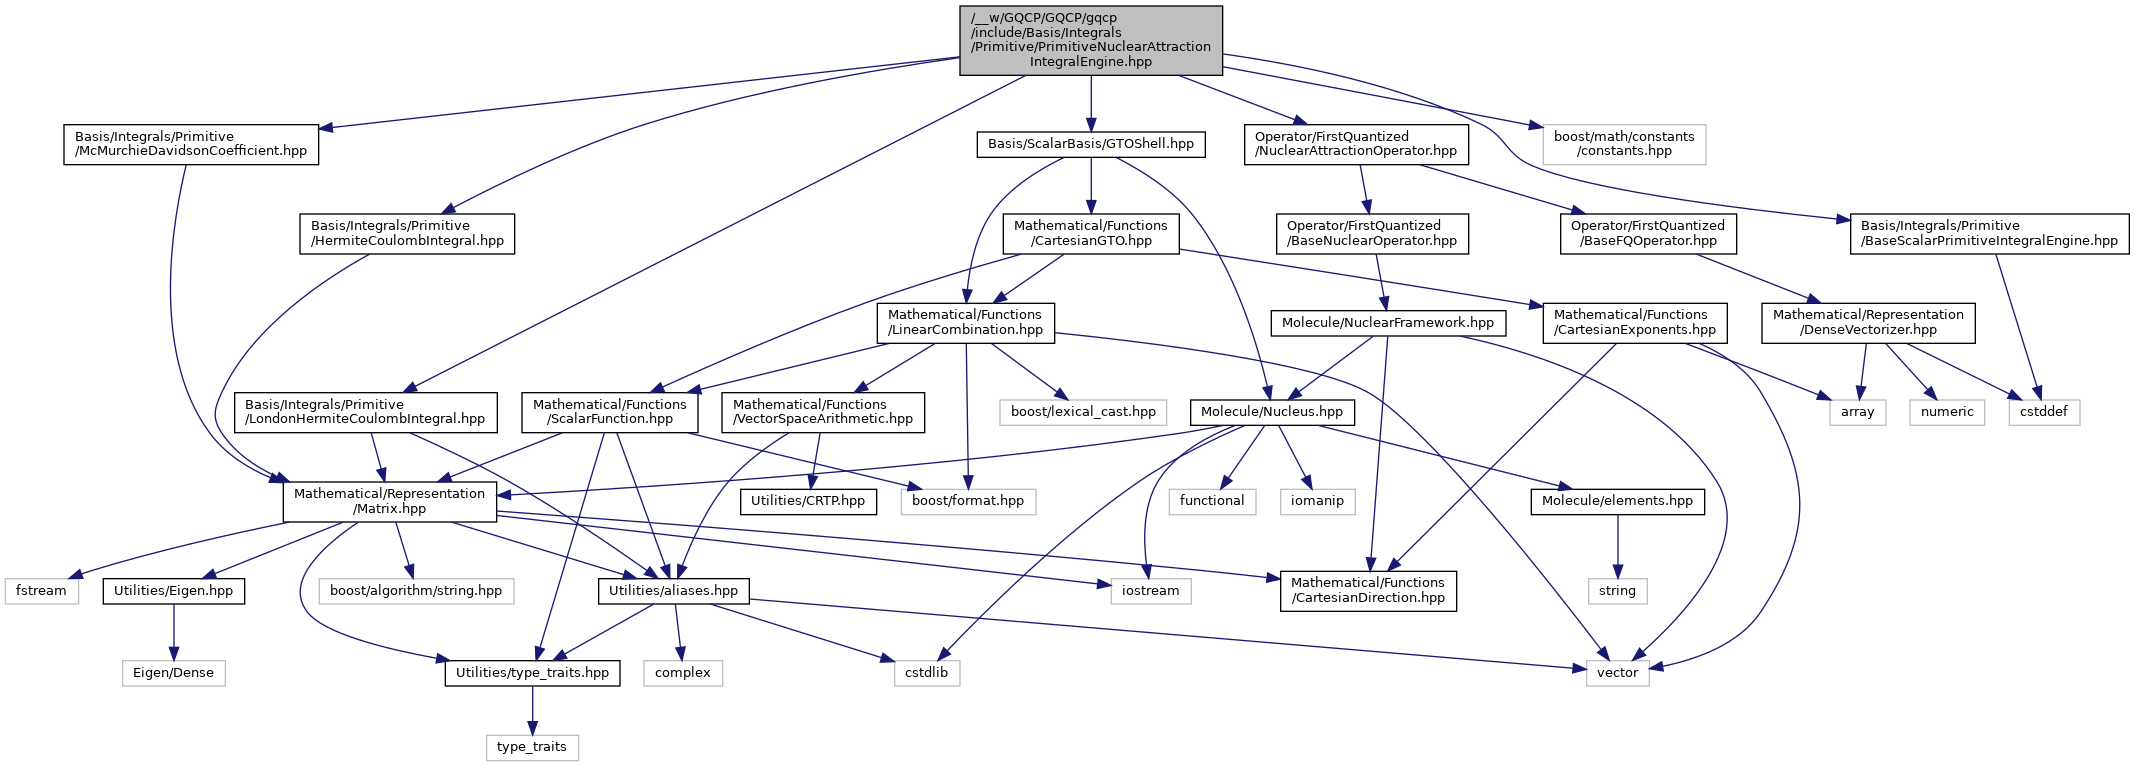 /__w/GQCP/GQCP/gqcp
/include/Basis/Integrals
/Primitive/PrimitiveNuclearAttraction
IntegralEngine.hpp
Basis/Integrals/Primitive
/McMurchieDavidsonCoefficient.hpp
Basis/ScalarBasis/GTOShell.hpp
Operator/FirstQuantized
/NuclearAttractionOperator.hpp
boost/math/constants
/constants.hpp
Basis/Integrals/Primitive
/HermiteCoulombIntegral.hpp
Mathematical/Functions
/CartesianGTO.hpp
Operator/FirstQuantized
/BaseNuclearOperator.hpp
Operator/FirstQuantized
/BaseFQOperator.hpp
Basis/Integrals/Primitive
/BaseScalarPrimitiveIntegralEngine.hpp
Mathematical/Functions
/LinearCombination.hpp
Molecule/NuclearFramework.hpp
Mathematical/Functions
/CartesianExponents.hpp
Mathematical/Representation
/DenseVectorizer.hpp
Basis/Integrals/Primitive
/LondonHermiteCoulombIntegral.hpp
Mathematical/Functions
/ScalarFunction.hpp
Mathematical/Functions
/VectorSpaceArithmetic.hpp
boost/lexical_cast.hpp
Molecule/Nucleus.hpp
array
numeric
cstddef
Mathematical/Representation
/Matrix.hpp
Utilities/CRTP.hpp
boost/format.hpp
functional
iomanip
Molecule/elements.hpp
fstream
Utilities/Eigen.hpp
boost/algorithm/string.hpp
Utilities/aliases.hpp
iostream
Mathematical/Functions
/CartesianDirection.hpp
string
Eigen/Dense
Utilities/type_traits.hpp
complex
cstdlib
vector
type_traits